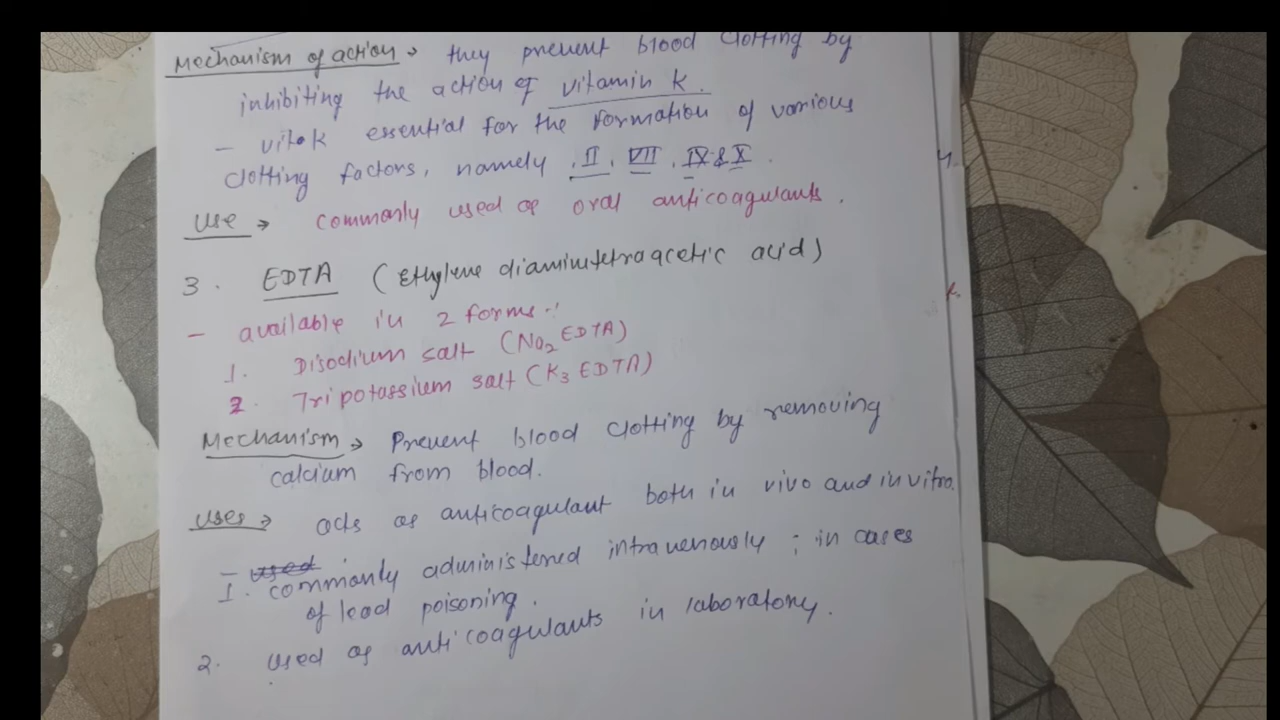 Mechanism of action → they prevent blood clotting by
inhibiting the action of vitamin k.
- vita k essential for the formation of various
clotting factors, namely, II, VII, IX & X.
Use → commonly used as oral anticoagulants.
3. EDTA (Ethylene diaminetetraacetic acid)
- available in 2 forms:
1. Disodium salt (Na2 EDTA)
2. Tripotassium salt (K3 EDTA)
Mechanism → Prevent blood clotting by removing
calcium from blood.
Uses → acts as anticoagulant both in vivo and in vitro.
- used
1. commonly administered intravenously; in cases
of lead poisoning.
2. used as anticoagulants in laboratory.